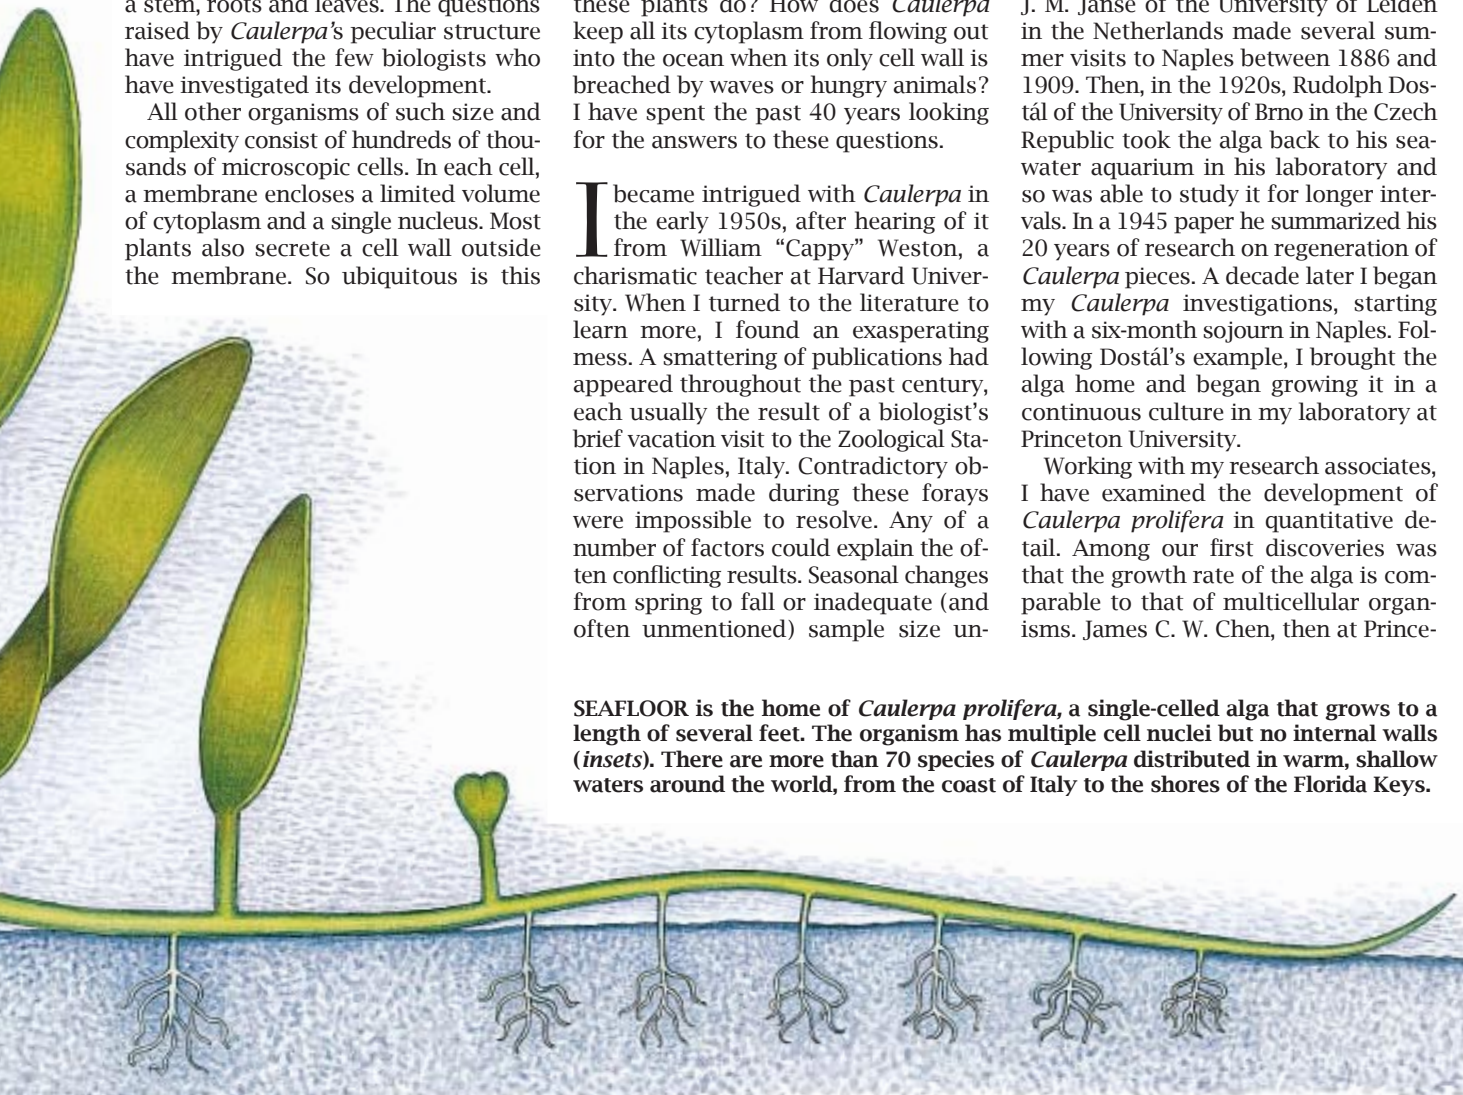 a stem, roots and leaves. The questions
raised by Caulerpa’s peculiar structure
have intrigued the few biologists who
have investigated its development.
All other organisms of such size and
complexity consist of hundreds of thou-
sands of microscopic cells. In each cell,
a membrane encloses a limited volume
of cytoplasm and a single nucleus. Most
plants also secrete a cell wall outside
the membrane. So ubiquitous is this
these plants do? How does Caulerpa
keep all its cytoplasm from flowing out
into the ocean when its only cell wall is
breached by waves or hungry animals?
I have spent the past 40 years looking
for the answers to these questions.
I became intrigued with Caulerpa in
the early 1950s, after hearing of it
from William “Cappy” Weston, a
charismatic teacher at Harvard Univer-
sity. When I turned to the literature to
learn more, I found an exasperating
mess. A smattering of publications had
appeared throughout the past century,
each usually the result of a biologist’s
brief vacation visit to the Zoological Sta-
tion in Naples, Italy. Contradictory ob-
servations made during these forays
were impossible to resolve. Any of a
number of factors could explain the of-
ten conflicting results. Seasonal changes
from spring to fall or inadequate (and
often unmentioned) sample size un-
J. M. Janse of the University of Leiden
in the Netherlands made several sum-
mer visits to Naples between 1886 and
1909. Then, in the 1920s, Rudolph Dos-
tál of the University of Brno in the Czech
Republic took the alga back to his sea-
water aquarium in his laboratory and
so was able to study it for longer inter-
vals. In a 1945 paper he summarized his
20 years of research on regeneration of
Caulerpa pieces. A decade later I began
my Caulerpa investigations, starting
with a six-month sojourn in Naples. Fol-
lowing Dostál’s example, I brought the
alga home and began growing it in a
continuous culture in my laboratory at
Princeton University.
Working with my research associates,
I have examined the development of
Caulerpa prolifera in quantitative de-
tail. Among our first discoveries was
that the growth rate of the alga is com-
parable to that of multicellular organ-
isms. James C. W. Chen, then at Prince-
SEAFLOOR is the home of Caulerpa prolifera, a single-celled alga that grows to a
length of several feet. The organism has multiple cell nuclei but no internal walls
(insets). There are more than 70 species of Caulerpa distributed in warm, shallow
waters around the world, from the coast of Italy to the shores of the Florida Keys.